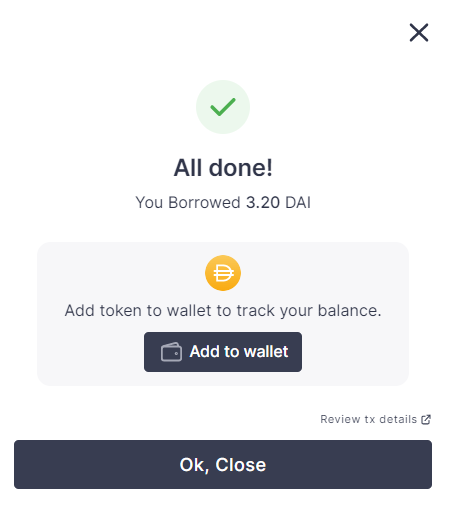 All done!
You Borrowed 3.20 DAI
Add token to wallet to track your balance.
Add to wallet
Review tx details
Ok, Close